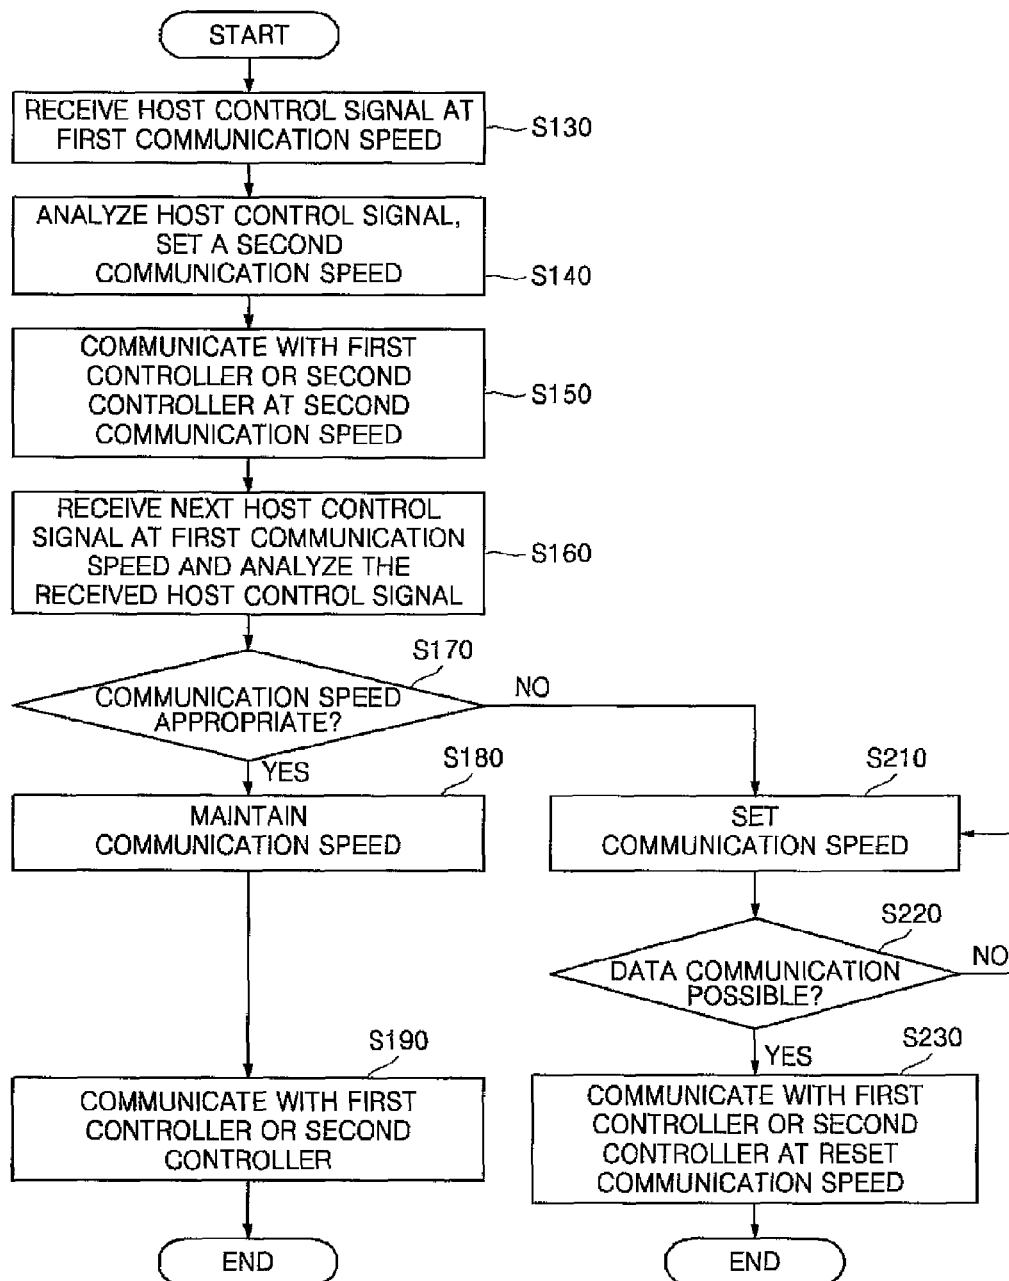 START
RECEIVE HOST CONTROL SIGNAL AT
FIRST COMMUNICATION SPEED
S130
ANALYZE HOST CONTROL SIGNAL,
SET A SECOND
COMMUNICATION SPEED
S140
COMMUNICATE WITH FIRST
CONTROLLER OR SECOND
CONTROLLER AT SECOND
COMMUNICATION SPEED
S150
RECEIVE NEXT HOST CONTROL
SIGNAL AT FIRST COMMUNICATION
SPEED AND ANALYZE THE
RECEIVED HOST CONTROL SIGNAL
S160
S170
COMMUNICATION SPEED
APPROPRIATE?
NO
YES
S180
MAINTAIN
COMMUNICATION SPEED
S190
COMMUNICATE WITH FIRST
CONTROLLER OR SECOND
CONTROLLER
END
S210
SET
COMMUNICATION SPEED
S220
DATA COMMUNICATION
POSSIBLE?
NO
YES
S230
COMMUNICATE WITH FIRST
CONTROLLER OR SECOND
CONTROLLER AT RESET
COMMUNICATION SPEED
END